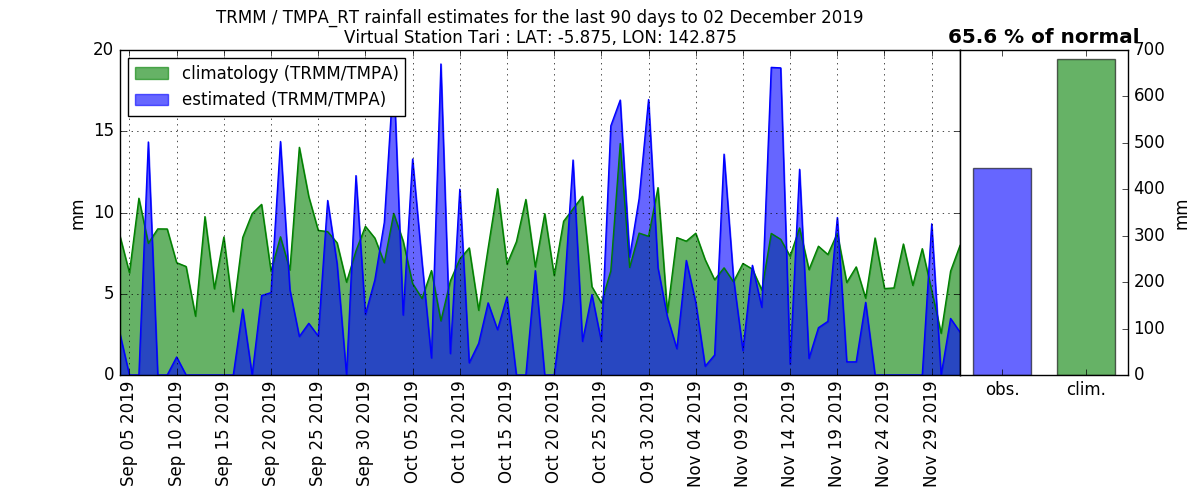 TRMM / TMPA_RT rainfall estimates for the last 90 days to 02 December 2019
Virtual Station Tari : LAT: -5.875, LON: 142.875
65.6 % of normal
climatology (TRMM/TMPA)
estimated (TRMM/TMPA)
20
15
10
5
0
mm
Sep 05 2019
Sep 10 2019
Sep 15 2019
Sep 20 2019
Sep 25 2019
Sep 30 2019
Oct 05 2019
Oct 10 2019
Oct 15 2019
Oct 20 2019
Oct 25 2019
Oct 30 2019
Nov 04 2019
Nov 09 2019
Nov 14 2019
Nov 19 2019
Nov 24 2019
Nov 29 2019
obs.
clim.
700
600
500
400
300
200
100
0
mm